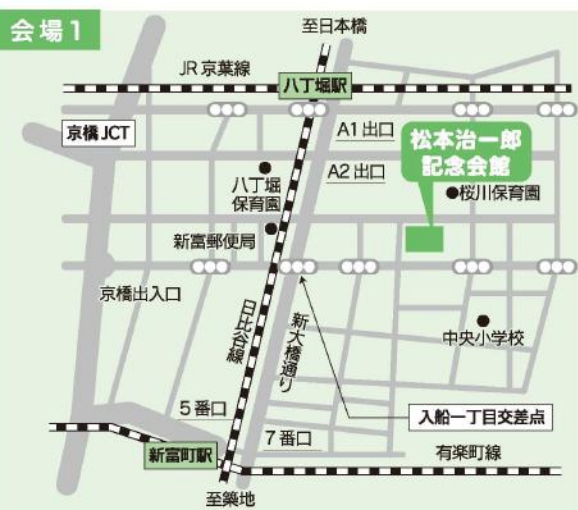 会場1
至日本橋
JR京葉線
八丁堀駅
京橋JCT
A1出口
松本治一郎
記念会館
A2出口
八丁堀
保育園
桜川保育園
新富郵便局
京橋出入口
日比谷線
新大橋通り
中央小学校
5番口
入船一丁目交差点
7番口
新富町駅
有楽町線
至築地